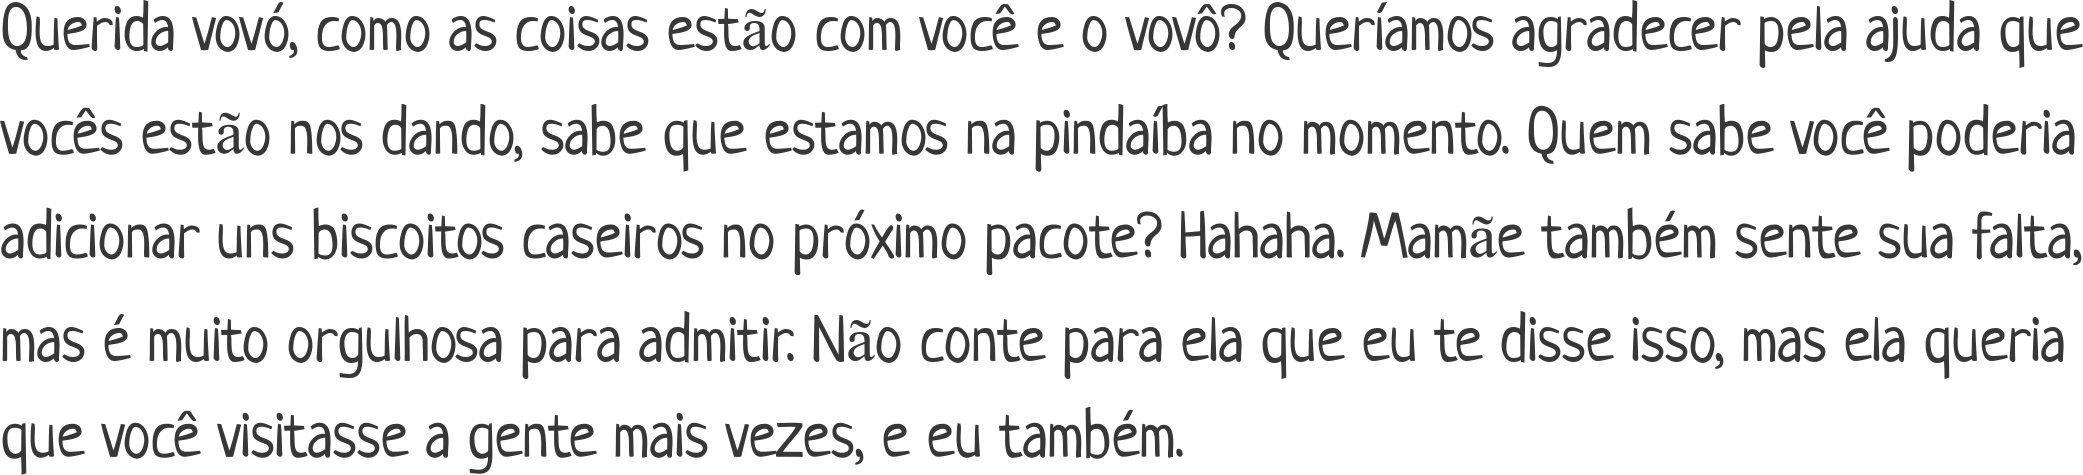 Querida vovó, como as coisas estão com você e o vovô? Queríamos agradecer pela ajuda que
vocês estão nos dando, sabe que estamos na pindaíba no momento. Quem sabe você poderia
adicionar uns biscoitos caseiros no próximo pacote? Hahaha. Mamãe também sente sua falta,
mas é muito orgulhosa para admitir. Não conte para ela que eu te disse isso, mas ela queria
que você visitasse a gente mais vezes, e eu também.